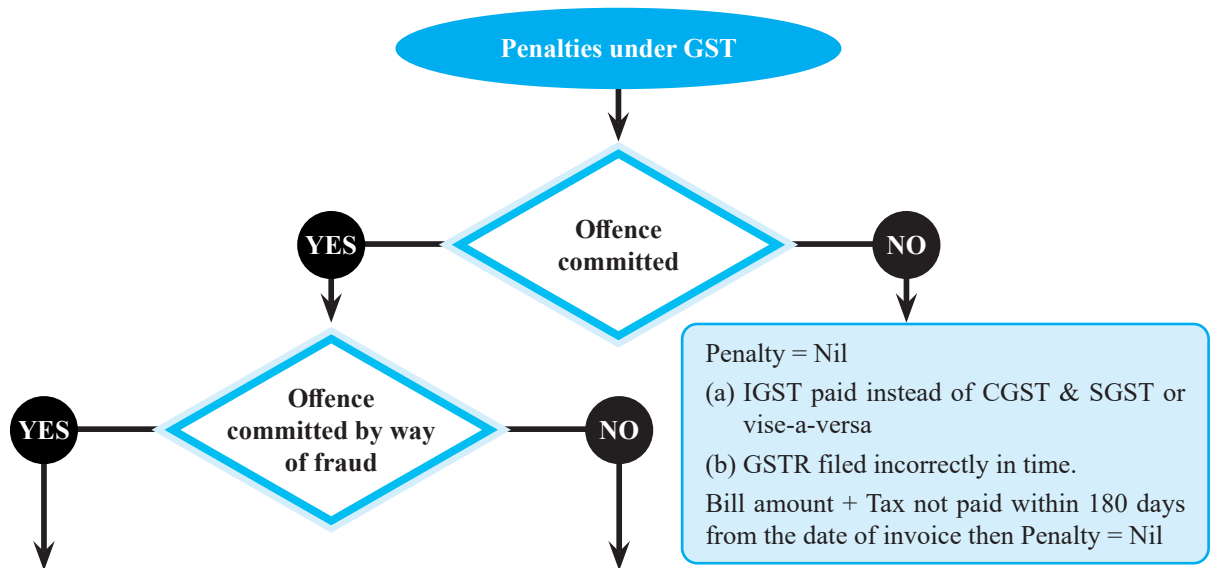 Penalties under GST
YES
Offence
committed
NO
Penalty = Nil
(a) IGST paid instead of CGST & SGST or
vise-a-versa
(b) GSTR filed incorrectly in time.
Bill amount + Tax not paid within 180 days
from the date of invoice then Penalty = Nil
YES
Offence
committed by way
of fraud
NO